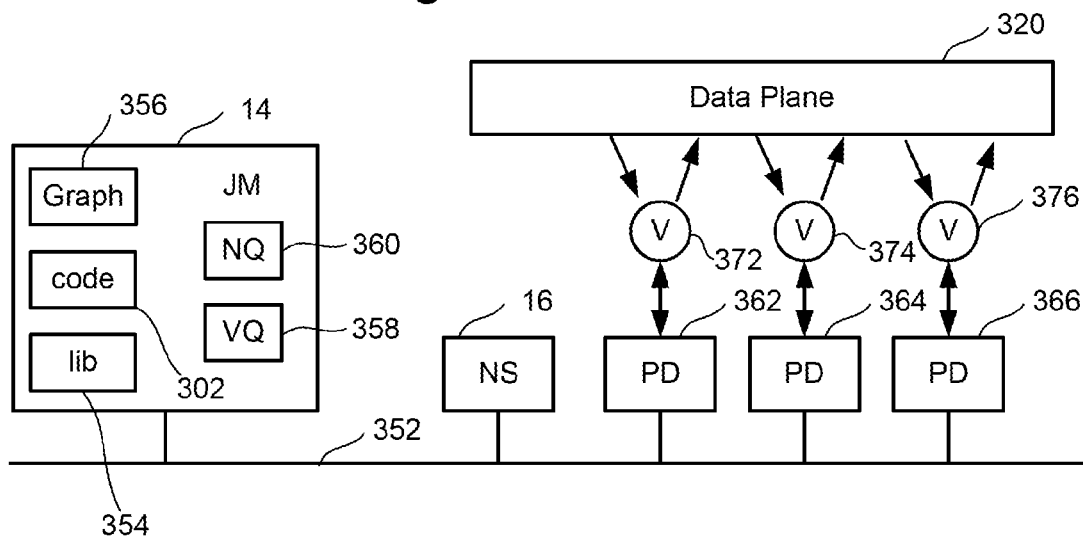 320
Data Plane
356
14
Graph
JM
376
V
V
V
NQ
360
372
374
code
16
362
364
366
VQ
358
lib
NS
PD
PD
PD
302
352
354